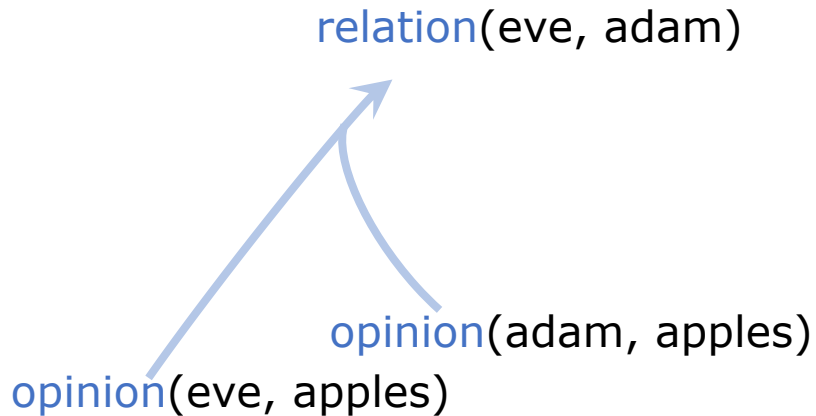 relation(eve, adam)
opinion(adam, apples)
opinion(eve, apples)